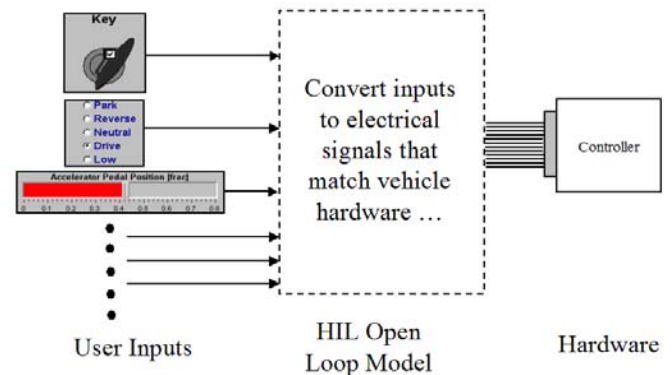 Key
Park
Reverse
Neutral
Drive
Low
Accelerator Pedal Position [frac]
0 0.1 0.2 0.3 0.4 0.5 0.6 0.7 0.8
Convert inputs
to electrical
signals that
match vehicle
hardware …
Controller
User Inputs
HIL Open
Loop Model
Hardware